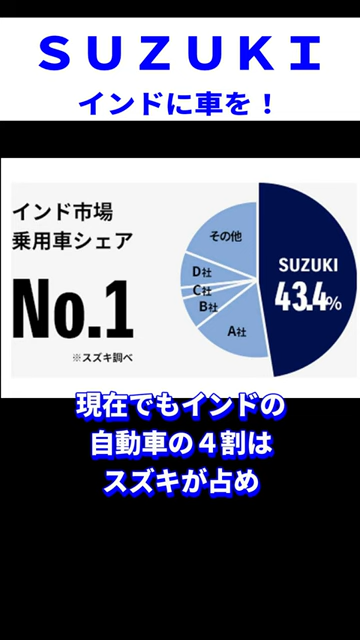 ＳＵＺＵＫＩ
インドに車を！
インド市場
乗用車シェア
No.1
※スズキ調べ
その他
D社
C社
B社
A社
SUZUKI
43.4%
現在でもインドの
自動車の４割は
スズキが占め